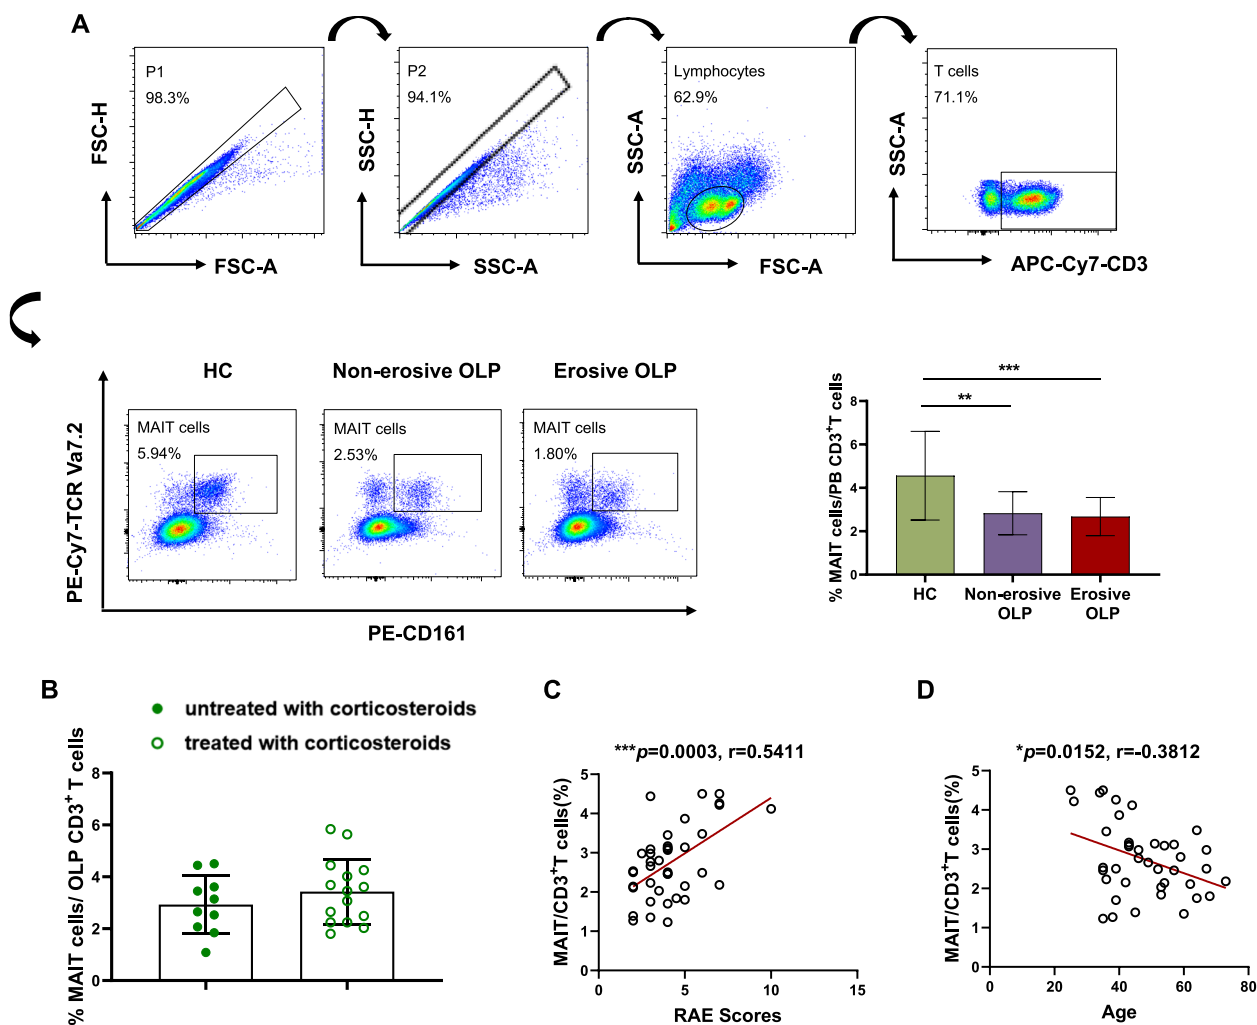 A
P1
98.3%
FSC-H
FSC-A
P2
94.1%
SSC-H
SSC-A
Lymphocytes
62.9%
SSC-A
FSC-A
T cells
71.1%
SSC-A
APC-Cy7-CD3
HC
Non-erosive OLP
Erosive OLP
PE-Cy7-TCR Va7.2
MAIT cells
5.94%
MAIT cells
2.53%
MAIT cells
1.80%
PE-CD161
% MAIT cells/PB CD3+T cells
8
6
4
2
0
***
**
HC
Non-erosive
OLP
Erosive
OLP
B
untreated with corticosteroids
treated with corticosteroids
% MAIT cells/ OLP CD3+ T cells
8
6
4
2
0
C
***p=0.0003, r=0.5411
MAIT/CD3+T cells(%)
5
4
3
2
1
0
0
5
10
15
RAE Scores
D
*p=0.0152, r=-0.3812
MAIT/CD3+T cells(%)
5
4
3
2
1
0
0
20
40
60
80
Age